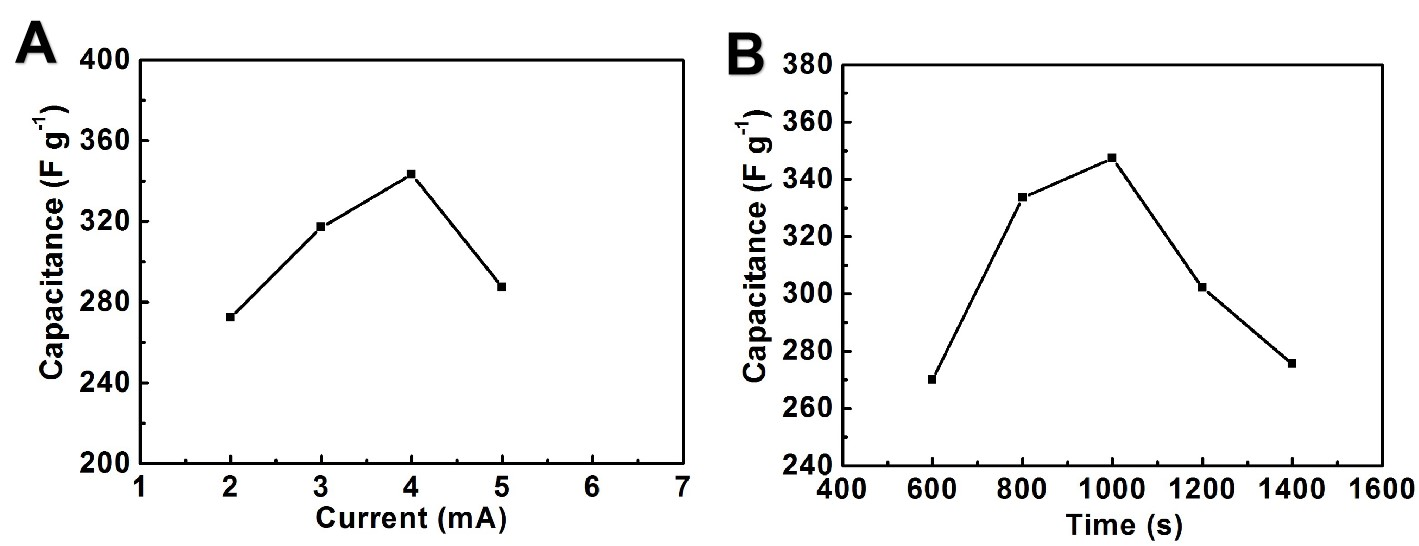 A
400
360
320
280
240
200
1 2 3 4 5 6 7
Current (mA)
Capacitance (F g⁻¹)
B
380
360
340
320
300
280
260
240
400 600 800 1000 1200 1400 1600
Time (s)
Capacitance (F g⁻¹)